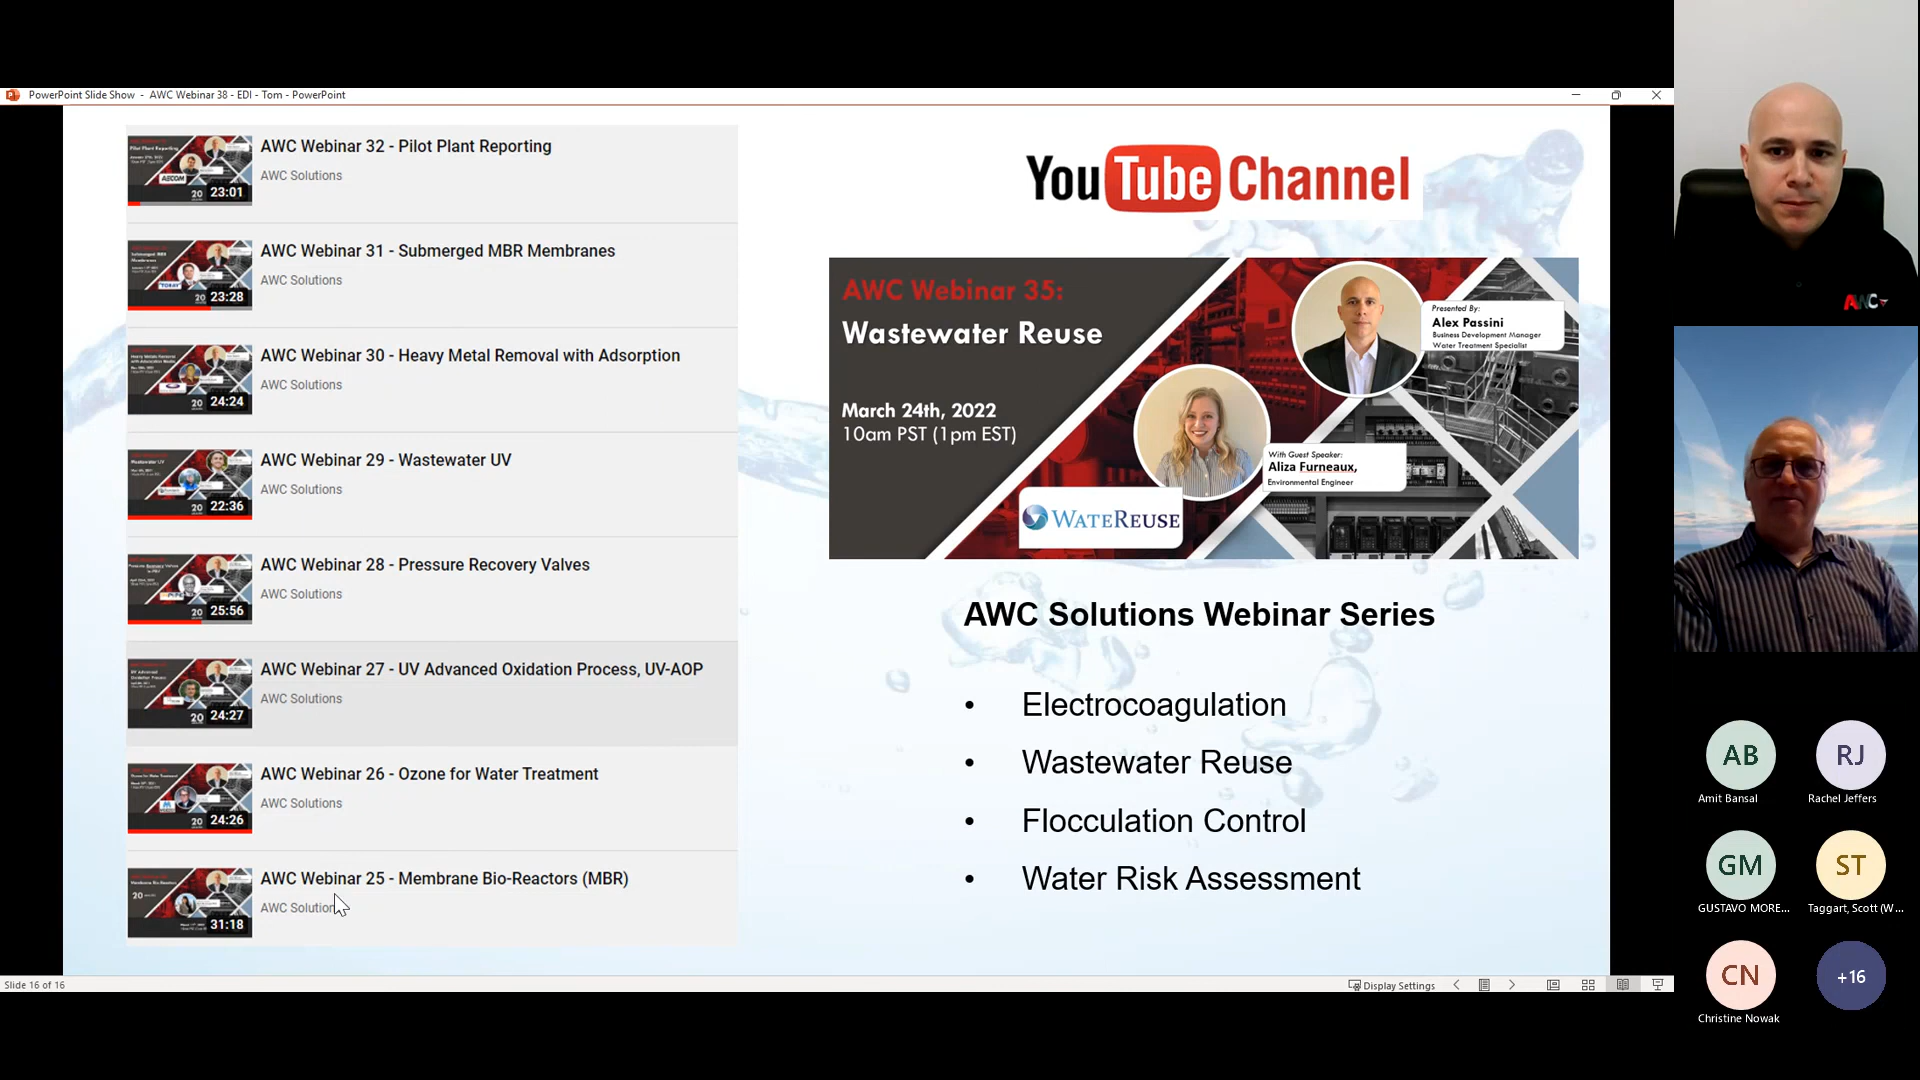 PowerPoint Slide Show - AWC Webinar 38 - EDI - Tom - PowerPoint
AWC Webinar 32 - Pilot Plant Reporting
AWC Solutions
23:01
AWC Webinar 31 - Submerged MBR Membranes
AWC Solutions
23:28
AWC Webinar 30 - Heavy Metal Removal with Adsorption
AWC Solutions
24:24
AWC Webinar 29 - Wastewater UV
AWC Solutions
22:36
AWC Webinar 28 - Pressure Recovery Valves
AWC Solutions
25:56
AWC Webinar 27 - UV Advanced Oxidation Process, UV-AOP
AWC Solutions
24:27
AWC Webinar 26 - Ozone for Water Treatment
AWC Solutions
24:26
AWC Webinar 25 - Membrane Bio-Reactors (MBR)
AWC Solution
31:18
YouTube Channel
AWC Webinar 35:
Wastewater Reuse
March 24th, 2022
10am PST (1pm EST)
Presented By:
Alex Passini
Business Development Manager
Water Treatment Specialist
With Guest Speaker:
Aliza Furneaux,
Environmental Engineer
WATEREUSE
AWC Solutions Webinar Series
• Electrocoagulation
• Wastewater Reuse
• Flocculation Control
• Water Risk Assessment
Slide 16 of 16
Display Settings
AWC
AB
Amit Bansal
RJ
Rachel Jeffers
GM
GUSTAVO MORE...
ST
Taggart, Scott (W...
CN
Christine Nowak
+16